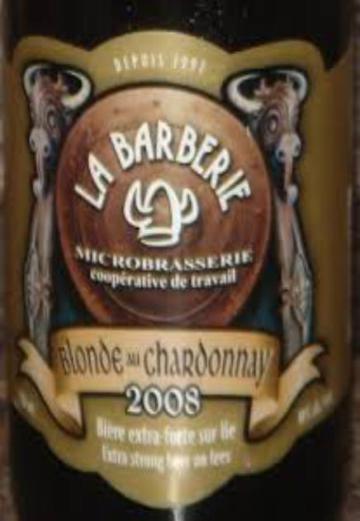 DEPUIS 1997
LA BARBERIE
MICROBRASSERIE
coopérative de travail
Blonde au chardonnay
2008
Bière extra-forte sur lie
Extra strong beer on lees